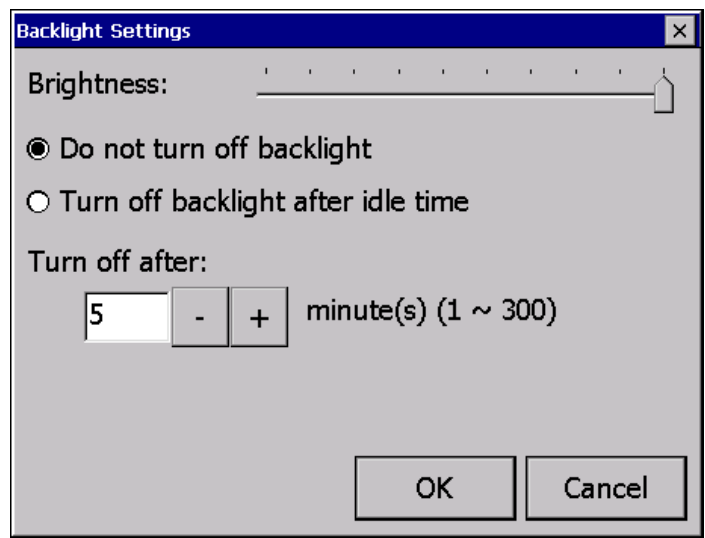 Backlight Settings
Brightness:
Do not turn off backlight
Turn off backlight after idle time
Turn off after:
5 - + minute(s) (1 ~ 300)
OK Cancel